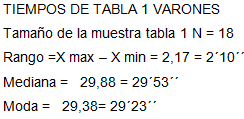 TIEMPOS DE TABLA 1 VARONES
Tamaño de la muestra tabla 1 N = 18
Rango =X max – X min = 2,17 = 2´10´´
Mediana =   29,88 = 29´53´´
Moda =   29,38= 29´23´´